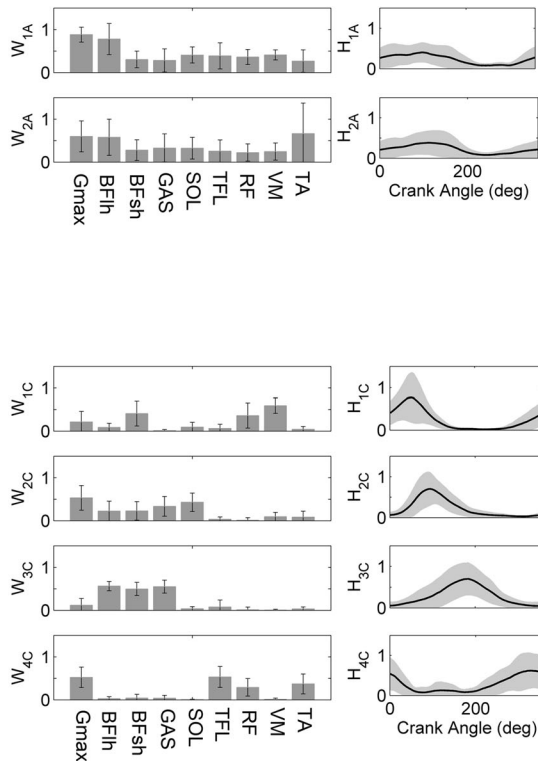 W1A
1
0
H1A
1
0
W2A
1
0
H2A
1
0
0 200
Gmax BFlh BFsh GAS SOL TFL RF VM TA
Crank Angle (deg)
W1C
1
0
H1C
1
0
W2C
1
0
H2C
1
0
W3C
1
0
H3C
1
0
W4C
1
0
H4C
1
0
0 200
Gmax BFlh BFsh GAS SOL TFL RF VM TA
Crank Angle (deg)